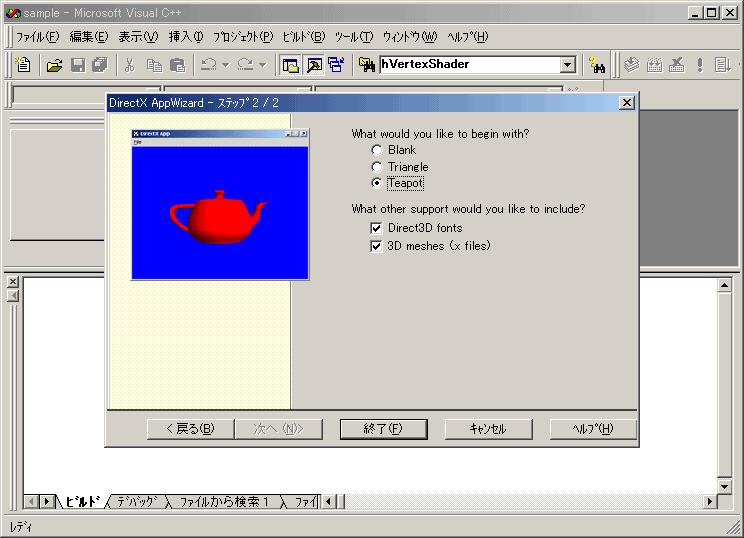 sample - Microsoft Visual C++
ﾌｧｲﾙ(F) 編集(E) 表示(V) 挿入(I) ﾌﾟﾛｼﾞｪｸﾄ(P) ﾋﾞﾙﾄﾞ(B) ﾂｰﾙ(T) ｳｨﾝﾄﾞｳ(W) ﾍﾙﾌﾟ(H)
hVertexShader
DirectX AppWizard - ｽﾃｯﾌﾟ 2 / 2
DirectX App
File
What would you like to begin with?
Blank
Triangle
Teapot
What other support would you like to include?
Direct3D fonts
3D meshes (x files)
< 戻る(B) 次へ (N)> 終了(F) ｷｬﾝｾﾙ ﾍﾙﾌﾟ(H)
ﾋﾞﾙﾄﾞ ﾃﾞﾊﾞｯｸﾞ ファイルから検索 1 ファイ
ﾚﾃﾞｨ